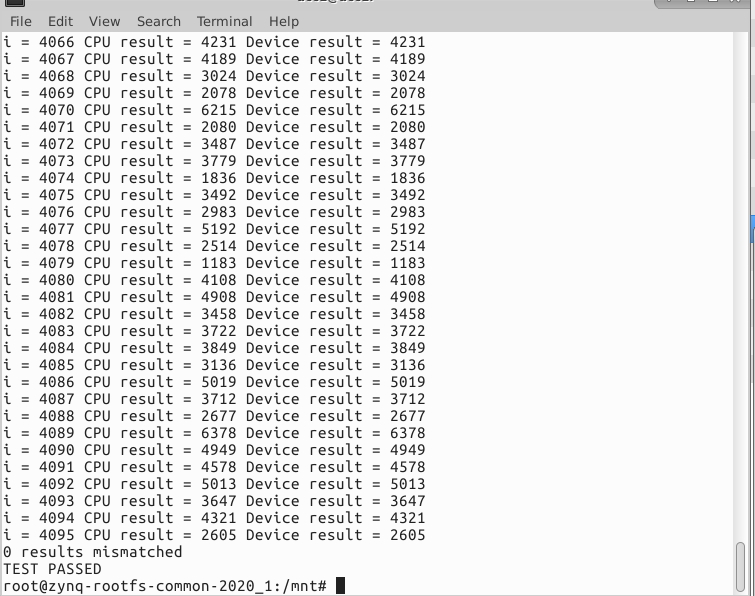 File Edit View Search Terminal Help
i = 4066 CPU result = 4231 Device result = 4231
i = 4067 CPU result = 4189 Device result = 4189
i = 4068 CPU result = 3024 Device result = 3024
i = 4069 CPU result = 2078 Device result = 2078
i = 4070 CPU result = 6215 Device result = 6215
i = 4071 CPU result = 2080 Device result = 2080
i = 4072 CPU result = 3487 Device result = 3487
i = 4073 CPU result = 3779 Device result = 3779
i = 4074 CPU result = 1836 Device result = 1836
i = 4075 CPU result = 3492 Device result = 3492
i = 4076 CPU result = 2983 Device result = 2983
i = 4077 CPU result = 5192 Device result = 5192
i = 4078 CPU result = 2514 Device result = 2514
i = 4079 CPU result = 1183 Device result = 1183
i = 4080 CPU result = 4108 Device result = 4108
i = 4081 CPU result = 4908 Device result = 4908
i = 4082 CPU result = 3458 Device result = 3458
i = 4083 CPU result = 3722 Device result = 3722
i = 4084 CPU result = 3849 Device result = 3849
i = 4085 CPU result = 3136 Device result = 3136
i = 4086 CPU result = 5019 Device result = 5019
i = 4087 CPU result = 3712 Device result = 3712
i = 4088 CPU result = 2677 Device result = 2677
i = 4089 CPU result = 6378 Device result = 6378
i = 4090 CPU result = 4949 Device result = 4949
i = 4091 CPU result = 4578 Device result = 4578
i = 4092 CPU result = 5013 Device result = 5013
i = 4093 CPU result = 3647 Device result = 3647
i = 4094 CPU result = 4321 Device result = 4321
i = 4095 CPU result = 2605 Device result = 2605
0 results mismatched
TEST PASSED
root@zynq-rootfs-common-2020_1:/mnt#